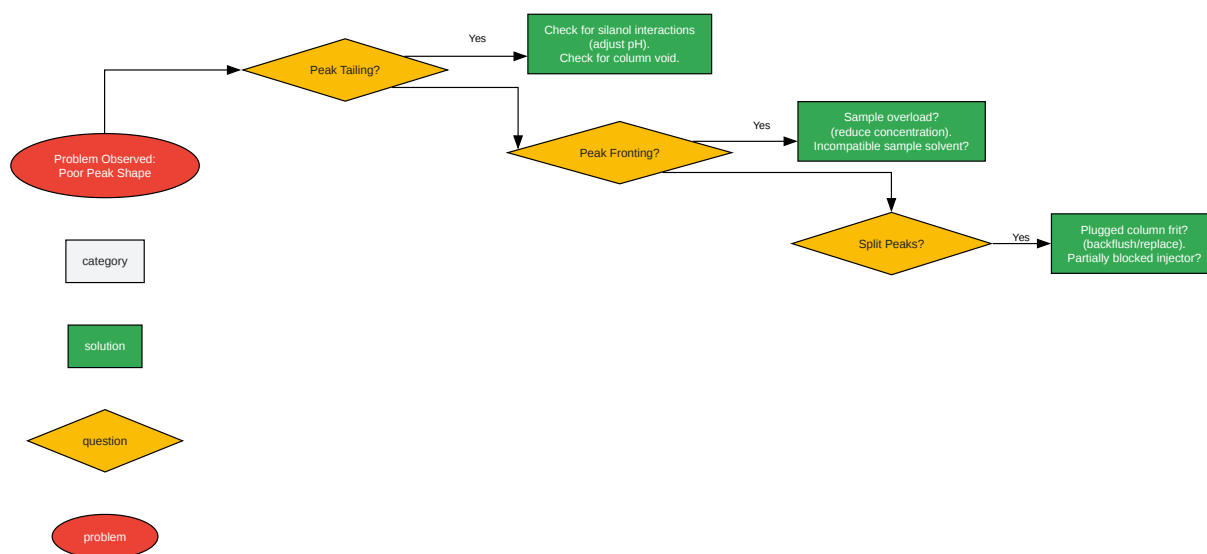 Yes
Check for silanol interactions
(adjust pH).
Check for column void.
Peak Tailing?
Problem Observed:
Poor Peak Shape
Yes
Sample overload?
(reduce concentration).
Incompatible sample solvent?
Peak Fronting?
Split Peaks?
Yes
Plugged column frit?
(backflush/replace).
Partially blocked injector?
category
solution
question
problem